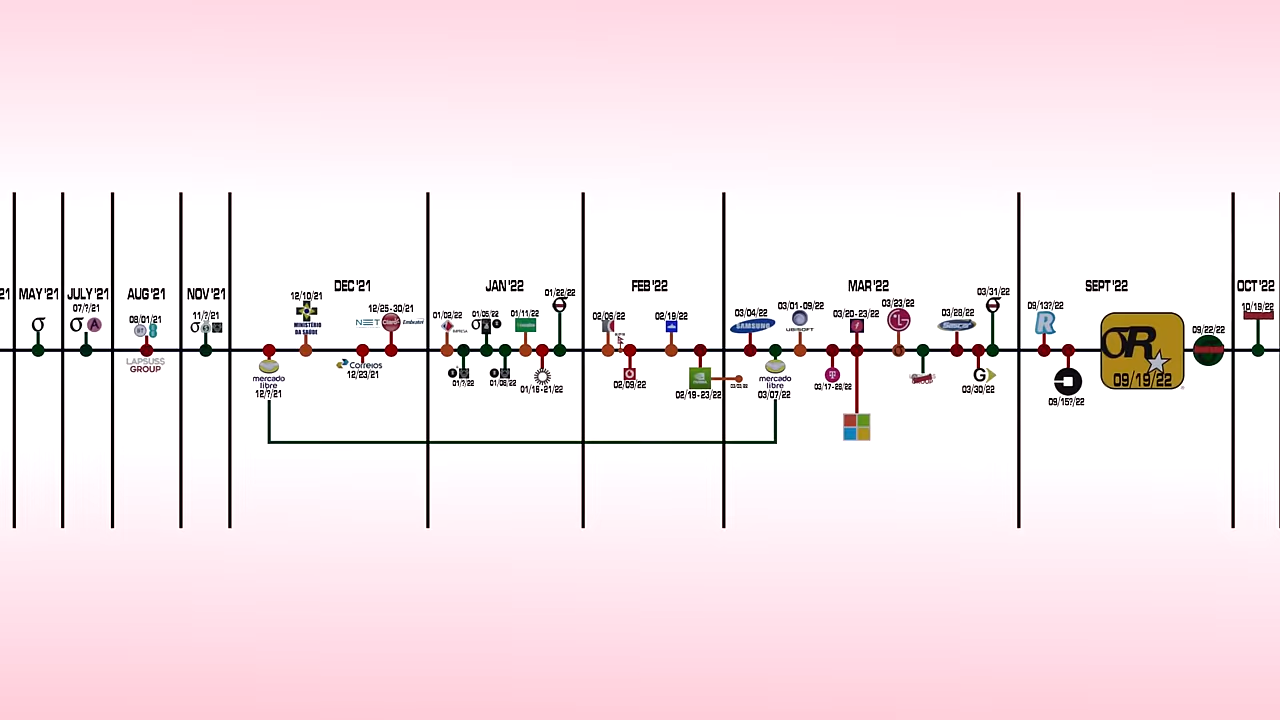 21
MAY '21
JULY '21
07/?/21
AUG '21
08/01/21
LAPSUS$
GROUP
NOV '21
11/?/21
DEC '21
12/10/21
MINISTÉRIO
DA SAÚDE
12/25-30/21
NET
Claro
Embratel
mercado
libre
12/?/21
Correios
12/23/21
JAN '22
01/02/22
01/05/22
01/11/22
01/22/22
01/?/22
01/08/22
01/16-21/22
FEB '22
02/06/22
02/19/22
02/09/22
02/19-23/22
MAR '22
03/04/22
SAMSUNG
03/01-09/22
UBISOFT
03/20-23/22
03/23/22
LG
03/28/22
03/31/22
mercado
libre
03/07/22
T
03/17-28/22
G
03/30/22
SEPT '22
09/13?/22
R
09/15?/22
R
09/19/22
09/22/22
OCT '22
10/19/22